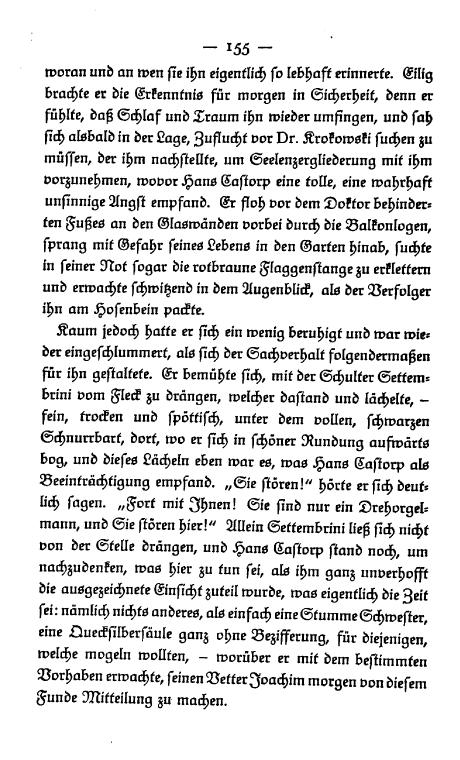 — 155 —
woran und an wen sie ihn eigentlich so lebhaft erinnerte. Eilig
brachte er die Erkenntnis für morgen in Sicherheit, denn er
fühlte, daß Schlaf und Traum ihn wieder umfingen, und sah
sich alsbald in der Lage, Zuflucht vor Dr. Krokowski suchen zu
müssen, der ihm nachstellte, um Seelenzergliederung mit ihm
vorzunehmen, wovor Hans Castorp eine tolle, eine wahrhaft
unsinnige Angst empfand. Er floh vor dem Doktor behinder-
ten Fußes an den Glaswänden vorbei durch die Balkonlogen,
sprang mit Gefahr seines Lebens in den Garten hinab, suchte
in seiner Not sogar die rotbraune Flaggenstange zu erklettern
und erwachte schwitzend in dem Augenblick, als der Verfolger
ihn am Hosenbein packte.
Kaum jedoch hatte er sich ein wenig beruhigt und war wie-
der eingeschlummert, als sich der Sachverhalt folgendermaßen
für ihn gestaltete. Er bemühte sich, mit der Schulter Settem-
brini vom Fleck zu drängen, welcher dastand und lächelte, –
fein, trocken und spöttisch, unter dem vollen, schwarzen
Schnurrbart, dort, wo er sich in schöner Rundung aufwärts
bog, und dieses Lächeln eben war es, was Hans Castorp als
Beeinträchtigung empfand. „Sie stören!“ hörte er sich deut-
lich sagen. „Fort mit Ihnen! Sie sind nur ein Drehorgel-
mann, und Sie stören hier!“ Allein Settembrini ließ sich nicht
von der Stelle drängen, und Hans Castorp stand noch, um
nachzudenken, was hier zu tun sei, als ihm ganz unverhofft
die ausgezeichnete Einsicht zuteil wurde, was eigentlich die Zeit
sei: nämlich nichts anderes, als einfach eine Stumme Schwester,
eine Quecksilbersäule ganz ohne Bezifferung, für diejenigen,
welche mogeln wollten, – worüber er mit dem bestimmten
Vorhaben erwachte, seinen Vetter Joachim morgen von diesem
Funde Mitteilung zu machen.